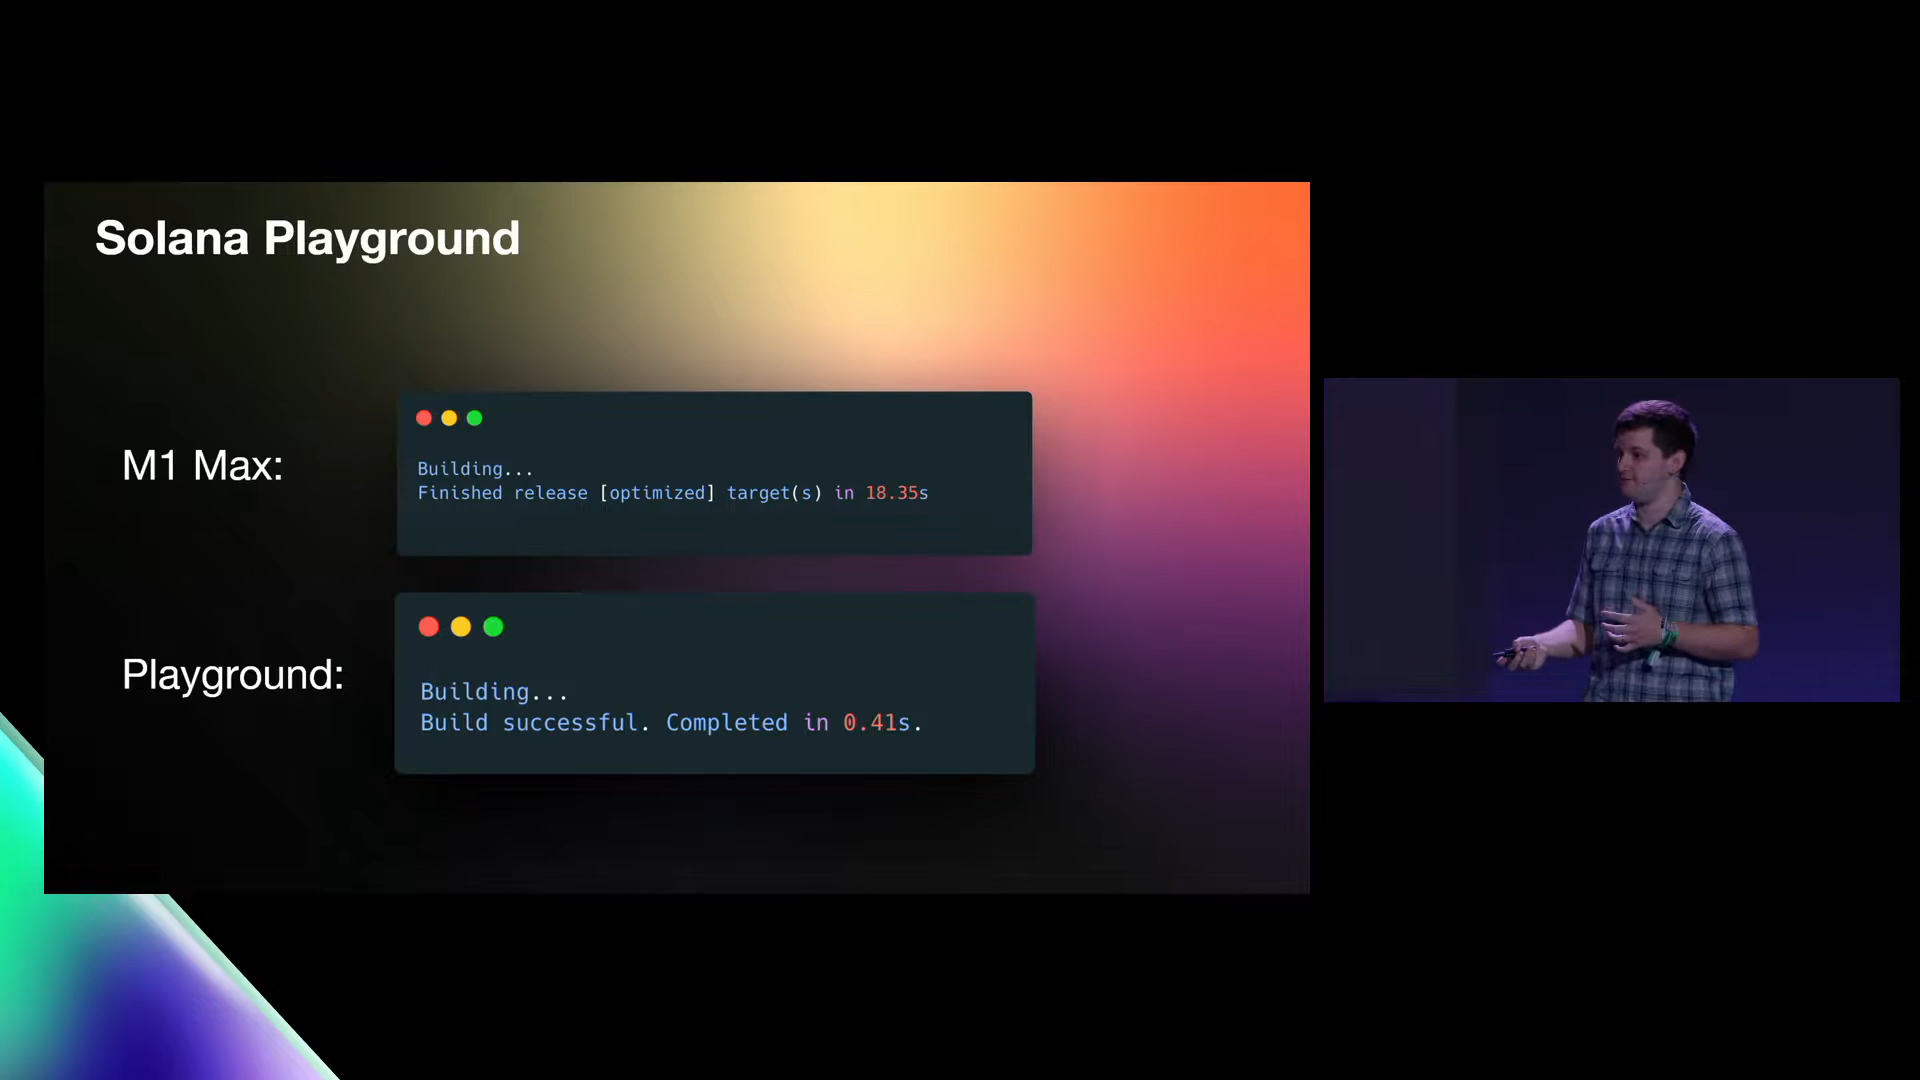 Solana Playground
M1 Max:
Building...
Finished release [optimized] target(s) in 18.35s
Playground:
Building...
Build successful. Completed in 0.41s.